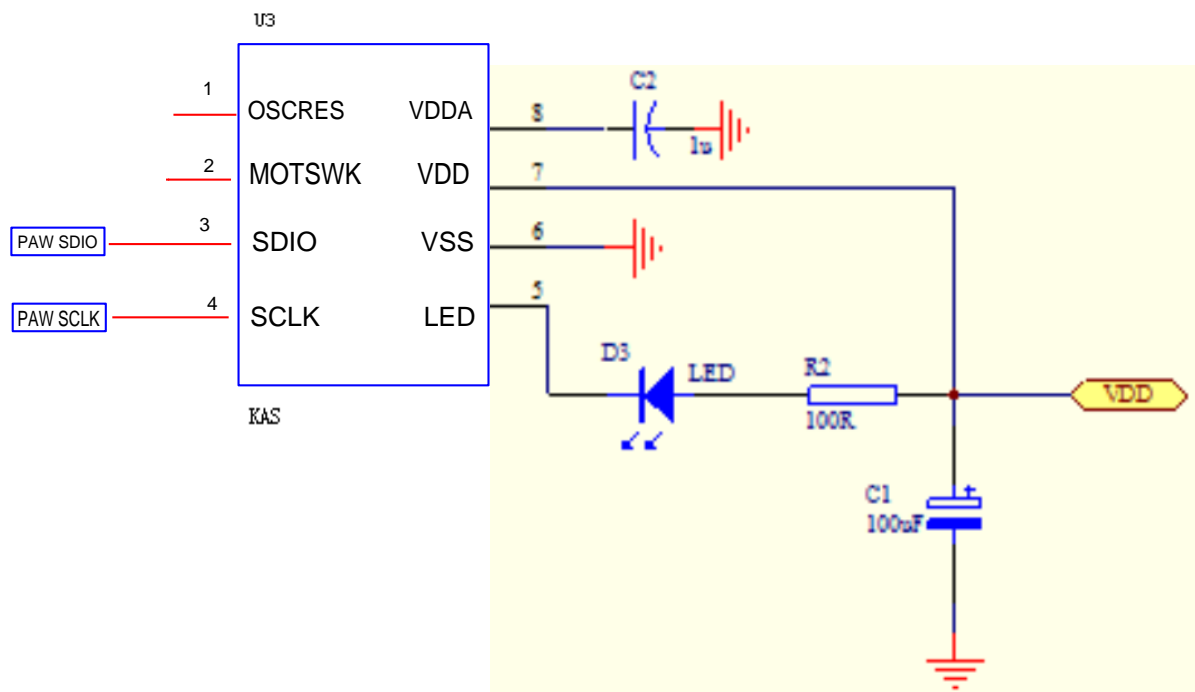 U3
1
OSCRES
VDDA
8
C2
1u
2
MOTSWK
VDD
7
PAW SDIO
3
SDIO
VSS
6
PAW SCLK
4
SCLK
LED
5
KAS
D3
LED
R2
100R
VDD
C1
+
100uF